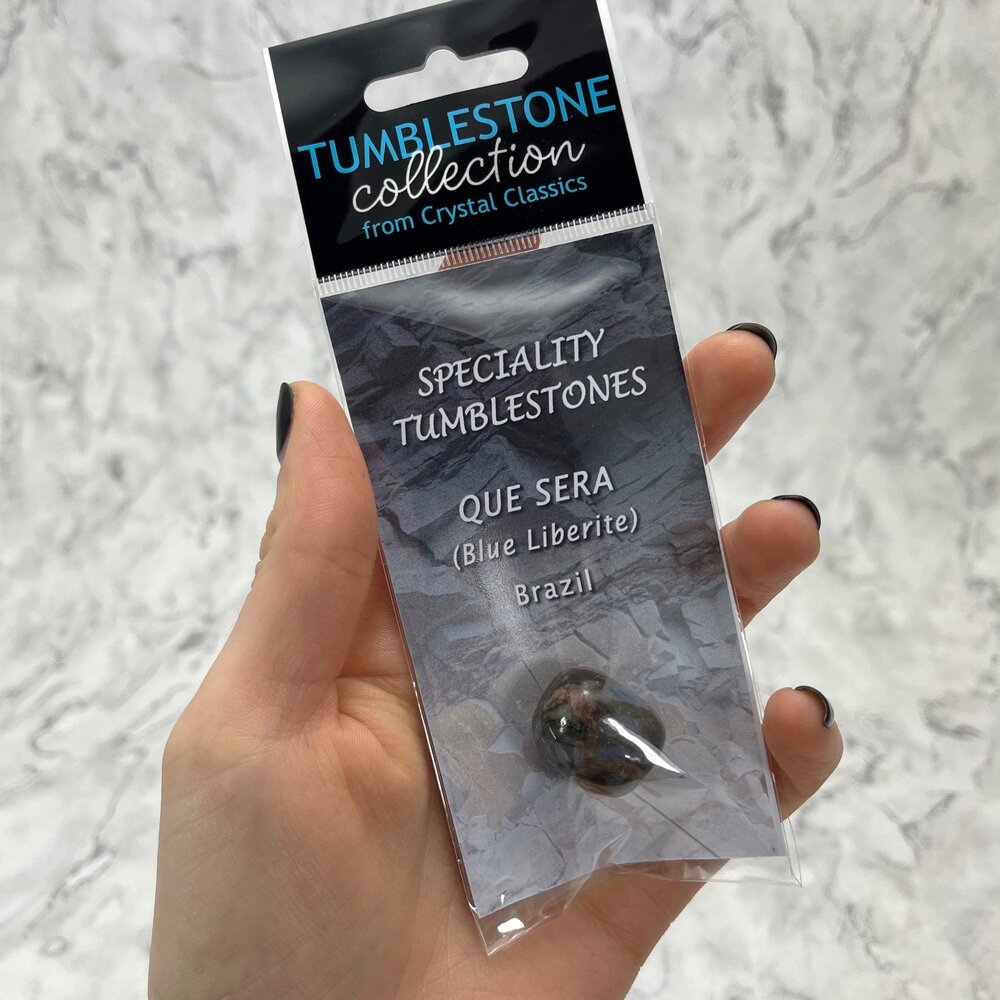 TUMBLESTONE
collection
from Crystal Classics
SPECIALITY
TUMBLESTONES
QUE SERA
(Blue Liberite)
Brazil